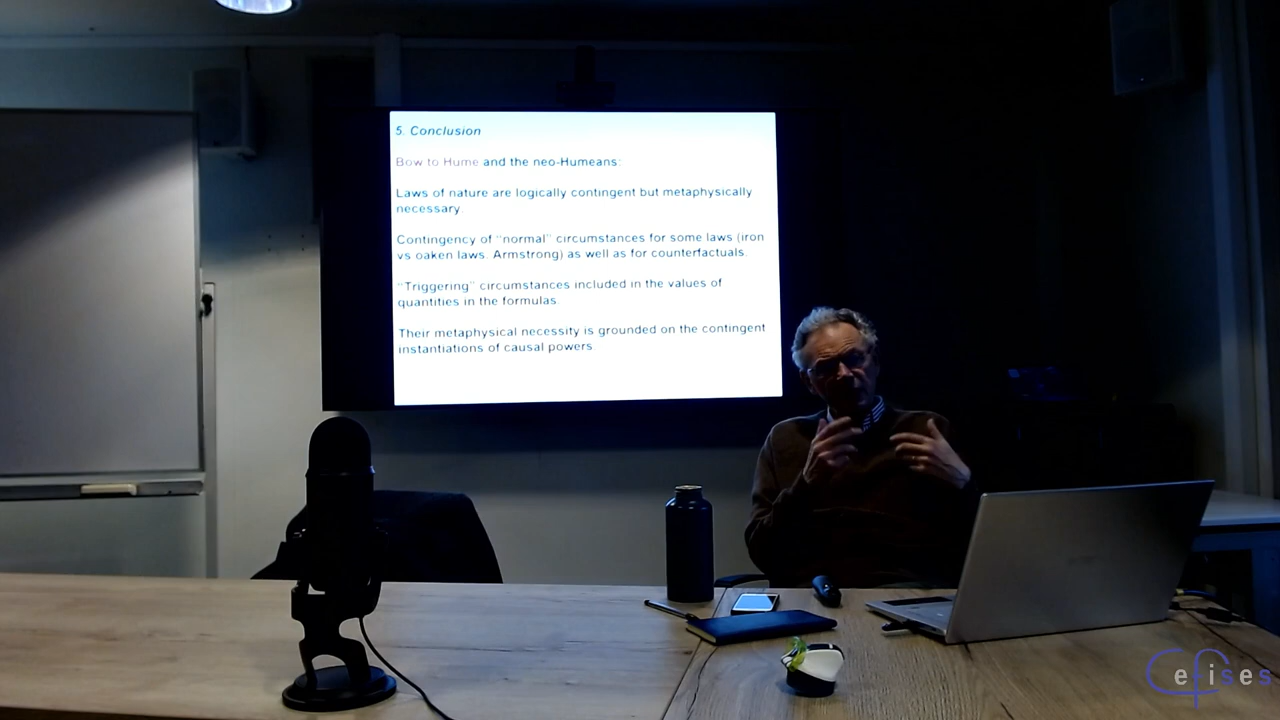 5. Conclusion
Bow to Hume and the neo-Humeans:
Laws of nature are logically contingent but metaphysically
necessary.
Contingency of "normal" circumstances for some laws (iron
vs oaken laws. Armstrong) as well as for counterfactuals.
"Triggering" circumstances included in the values of
quantities in the formulas.
Their metaphysical necessity is grounded on the contingent
instantiations of causal powers
Cefises